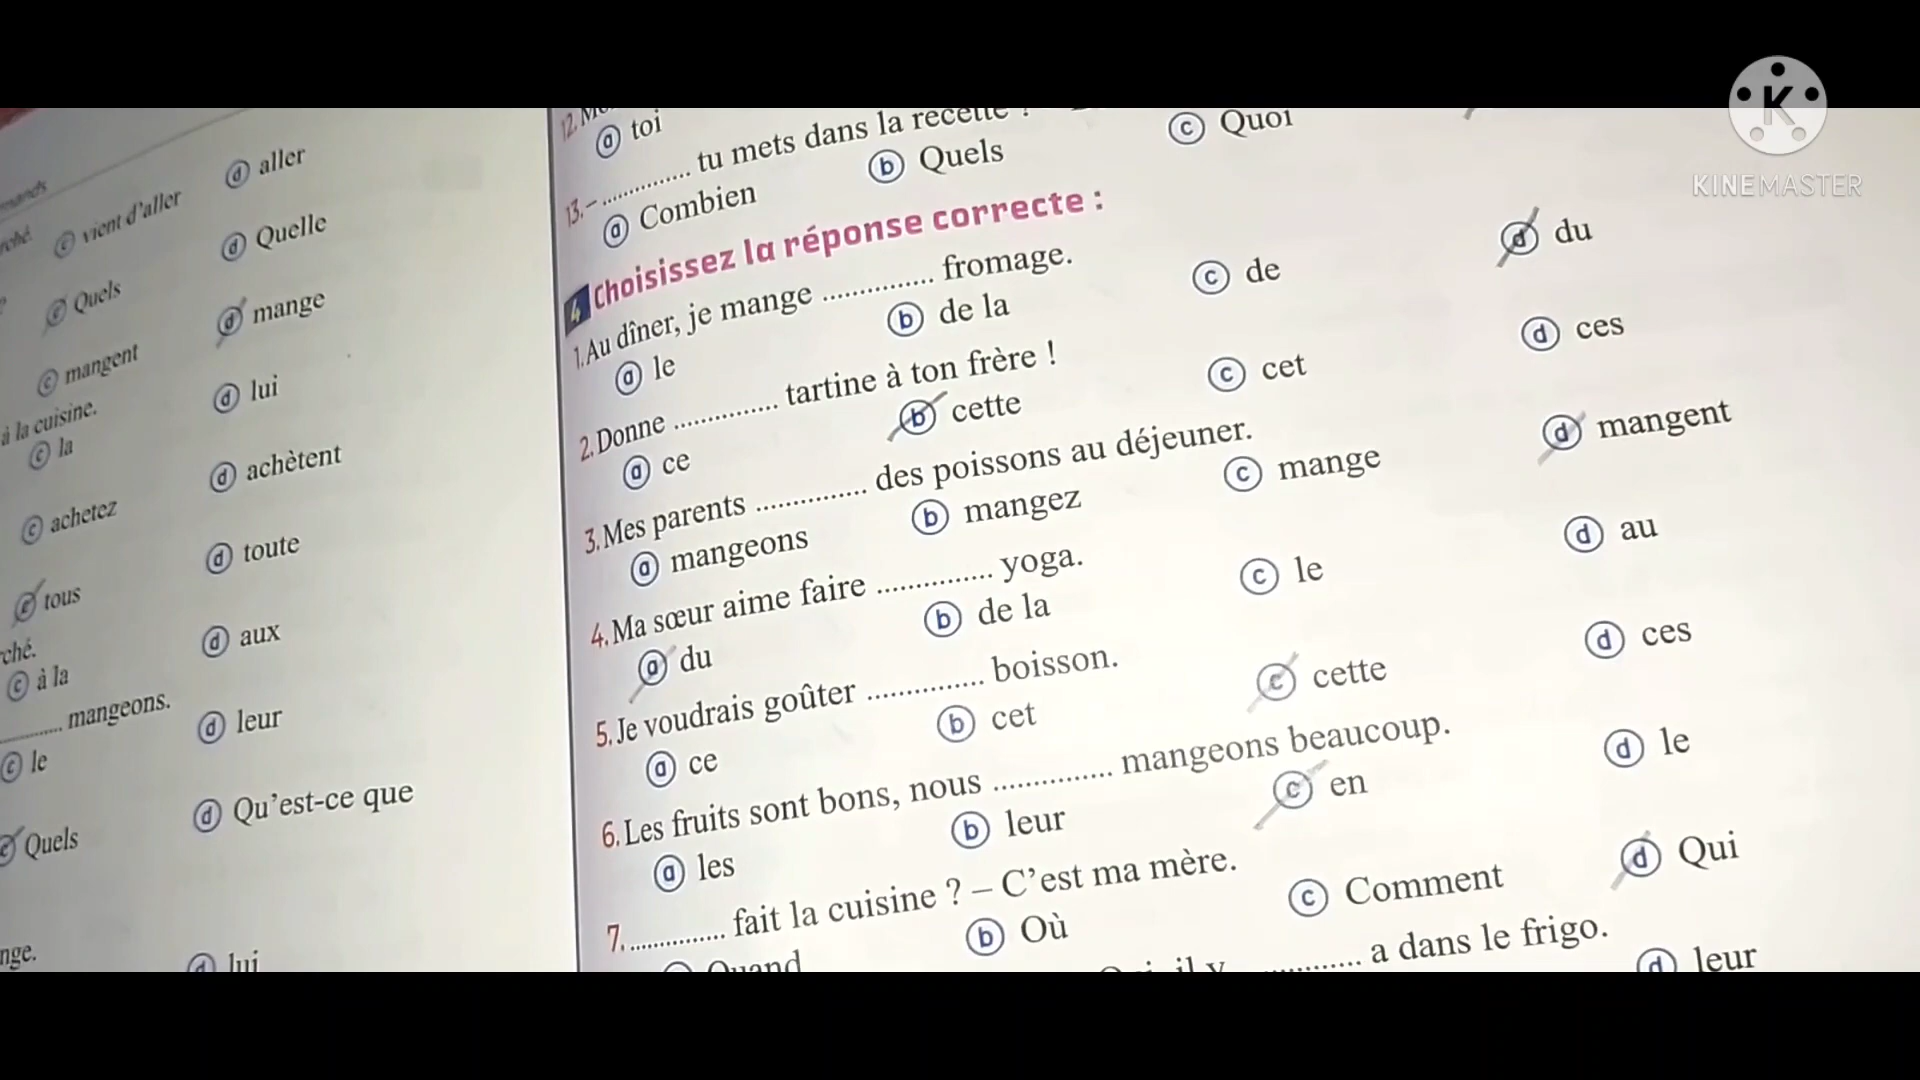 aller
c vient d'aller
d Quelle
d
c Quels
mange
d
c mangent
à la cuisine.
d lui
c la
d achètent
c achetez
d toute
c tous
d aux
ché.
c à la
mangeons.
d leur
c le
d Qu'est-ce que
c Quels
nge.
d lui
12.
a toi
13.– .............. tu mets dans la recette ?
a Combien b Quels c Quoi
4 Choisissez la réponse correcte :
1. Au dîner, je mange .............. fromage.
a le b de la c de d du
2. Donne .............. tartine à ton frère !
a ce b cette c cet d ces
3. Mes parents .............. des poissons au déjeuner.
a mangeons b mangez c mange d mangent
4. Ma sœur aime faire .............. yoga.
a du b de la c le d au
5. Je voudrais goûter .............. boisson.
a ce b cet c cette d ces
6. Les fruits sont bons, nous .............. mangeons beaucoup.
a les b leur c en d le
7. .............. fait la cuisine ? – C'est ma mère.
Quand b Où c Comment d Qui
il y .............. a dans le frigo.
d leur
KINEMASTER